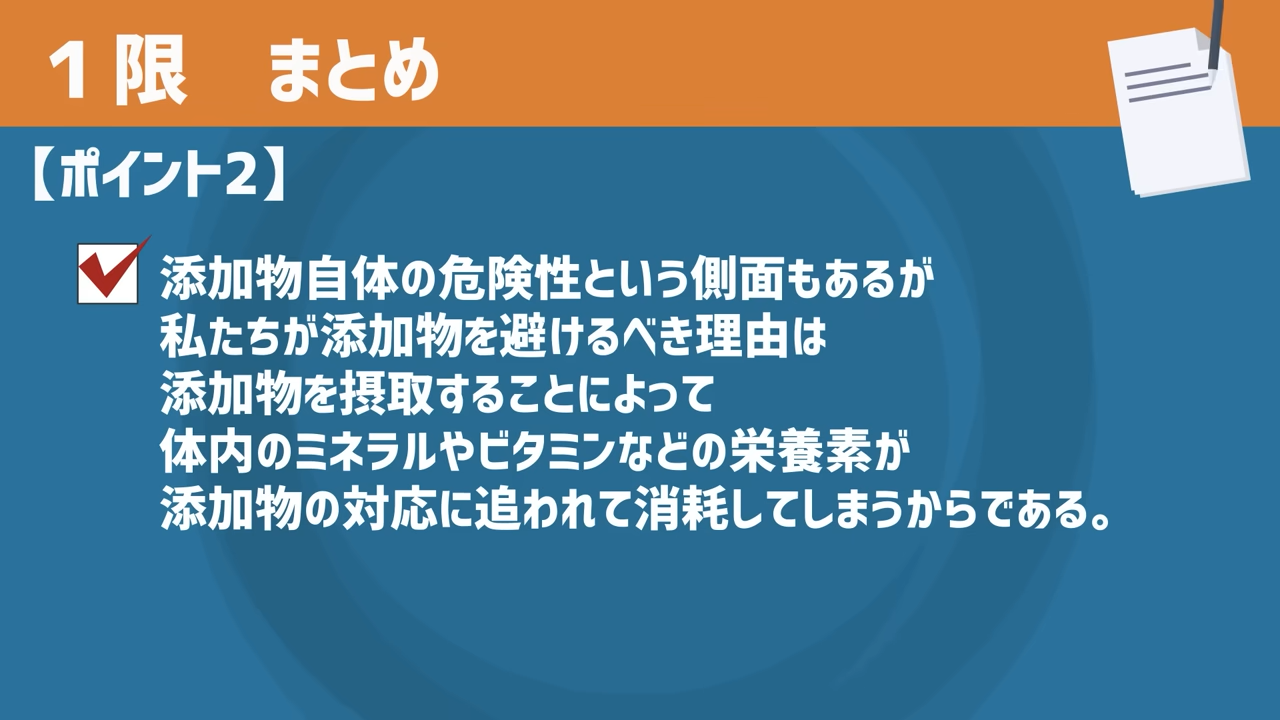 1限 まとめ
【ポイント2】
添加物自体の危険性という側面もあるが
私たちが添加物を避けるべき理由は
添加物を摂取することによって
体内のミネラルやビタミンなどの栄養素が
添加物の対応に追われて消耗してしまうからである。